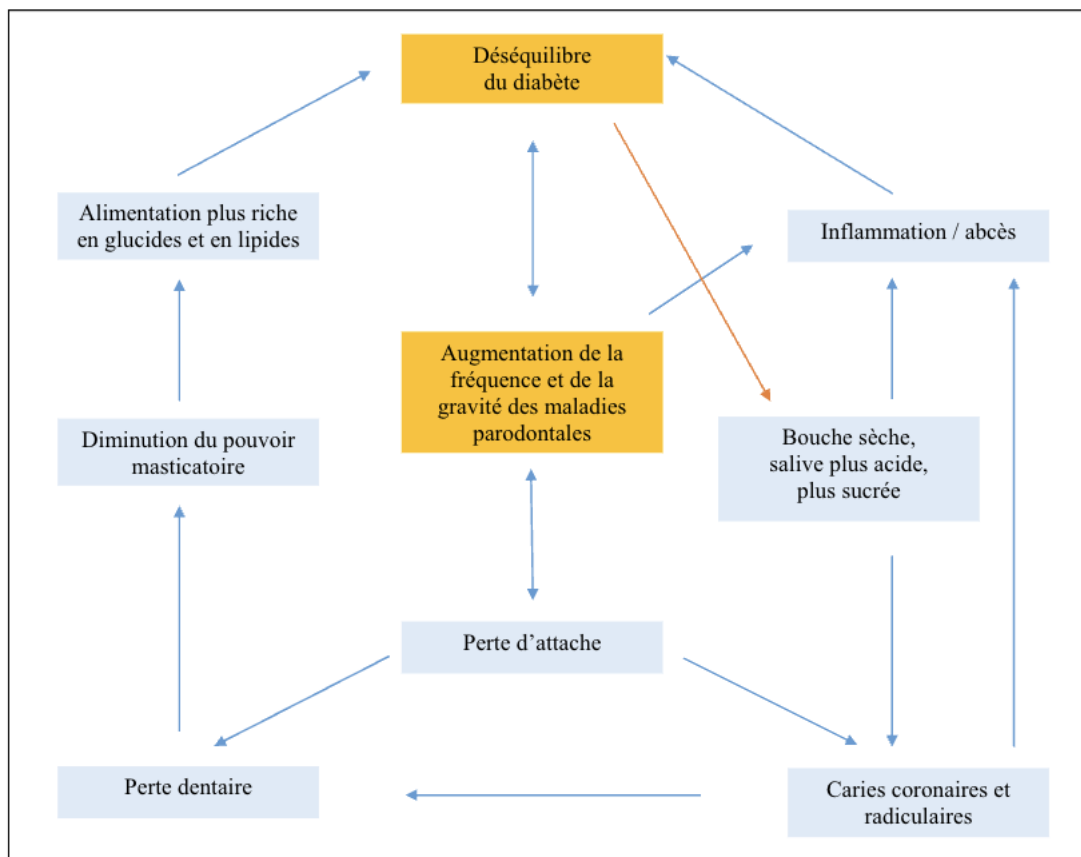 Déséquilibre
du diabète
Alimentation plus riche
en glucides et en lipides
Inflammation / abcès
Augmentation de la
fréquence et de la
gravité des maladies
parodontales
Diminution du pouvoir
masticatoire
Bouche sèche,
salive plus acide,
plus sucrée
Perte d’attache
Perte dentaire
Caries coronaires et
radiculaires